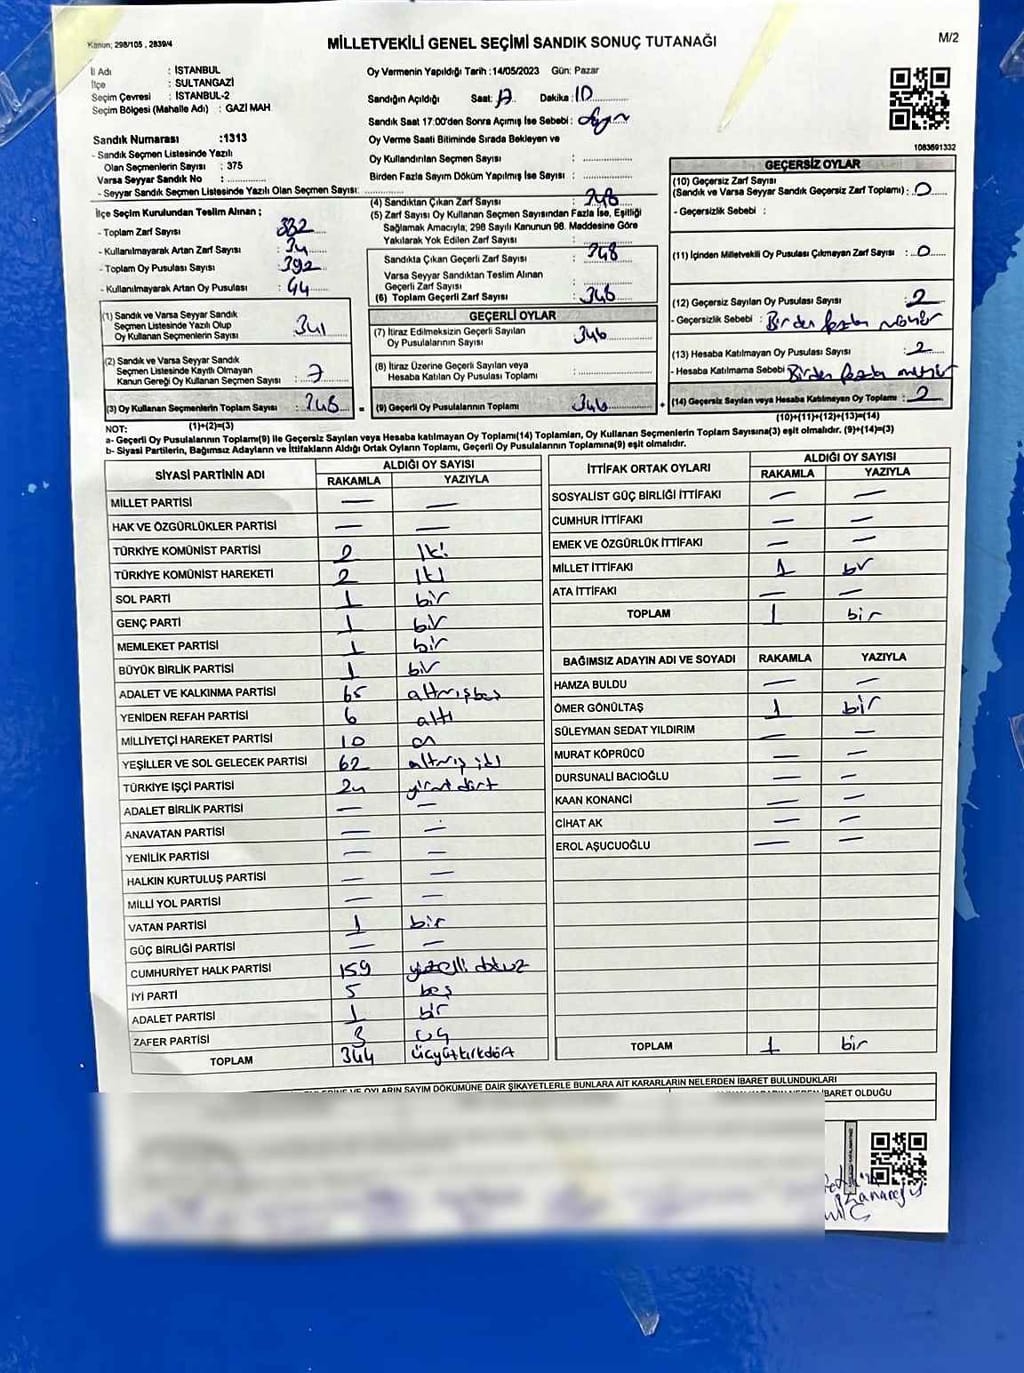 Kanun; 298/105 , 2839/4
MİLLETVEKİLİ GENEL SEÇİMİ SANDIK SONUÇ TUTANAĞI
M/2
İl Adı : İSTANBUL
İlçe : SULTANGAZİ
Seçim Çevresi : İSTANBUL-2
Seçim Bölgesi (Mahalle Adı) : GAZİ MAH
Sandık Numarası :1313
- Sandık Seçmen Listesinde Yazılı
Olan Seçmenlerin Sayısı : 375
Varsa Seyyar Sandık No :
- Seyyar Sandık Seçmen Listesinde Yazılı Olan Seçmen Sayısı:
Oy Vermenin Yapıldığı Tarih :14/05/2023 Gün: Pazar
Sandığın Açıldığı Saat: 17 Dakika :10
Sandık Saat 17:00'den Sonra Açımış İse Sebebi :
Oy Verme Saati Bitiminde Sırada Bekleyen ve
Oy Kullandırılan Seçmen Sayısı :
Birden Fazla Sayım Döküm Yapılmış İse Sayısı :
1083691332
İlçe Seçim Kurulundan Teslim Alınan ;
- Toplam Zarf Sayısı : 382
- Kullanılmayarak Artan Zarf Sayısı : 34
- Toplam Oy Pusulası Sayısı : 392
- Kullanılmayarak Artan Oy Pusulası : 44
(1) Sandık ve Varsa Seyyar Sandık
Seçmen Listesinde Yazılı Olup
Oy Kullanan Seçmenlerin Sayısı : 341
(2) Sandık ve Varsa Seyyar Sandık
Seçmen Listesinde Kayıtlı Olmayan
Kanun Gereği Oy Kullanan Seçmen Sayısı : 7
(3) Oy Kullanan Seçmenlerin Toplam Sayısı : 348
(1)+(2)=(3)
(4) Sandıktan Çıkan Zarf Sayısı : 348
(5) Zarf Sayısı Oy Kullanan Seçmen Sayısından Fazla İse, Eşitliği
Sağlamak Amacıyla, 298 Sayılı Kanunun 98. Maddesine Göre
Yakılarak Yok Edilen Zarf Sayısı :
Sandıkta Çıkan Geçerli Zarf Sayısı : 348
Varsa Seyyar Sandıktan Teslim Alınan
Geçerli Zarf Sayısı :
(6) Toplam Geçerli Zarf Sayısı : 346
GEÇERLİ OYLAR
(7) İtiraz Edilmeksizin Geçerli Sayılan
Oy Pusulalarının Sayısı : 346
(8) İtiraz Üzerine Geçerli Sayılan veya
Hesaba Katılan Oy Pusulası Toplamı :
= (9) Geçerli Oy Pusulalarının Toplamı : 346
GEÇERSİZ OYLAR
(10) Geçersiz Zarf Sayısı
(Sandık ve Varsa Seyyar Sandık Geçersiz Zarf Toplamı) : 0
- Geçersizlik Sebebi :
(11) İçinden Milletvekili Oy Pusulası Çıkmayan Zarf Sayısı : 0
(12) Geçersiz Sayılan Oy Pusulası Sayısı : 2
- Geçersizlik Sebebi : Birden fazla mühür
(13) Hesaba Katılmayan Oy Pusulası Sayısı : 2
- Hesaba Katılmama Sebebi : Birden fazla mühür
+ (14) Geçersiz Sayılan veya Hesaba Katılmayan Oy Toplamı : 2
(10)+(11)+(12)+(13)=(14)
NOT:
a- Geçerli Oy Pusulalarının Toplamı(9) ile Geçersiz Sayılan veya Hesaba katılmayan Oy Toplamı(14) Toplamları, Oy Kullanan Seçmenlerin Toplam Sayısına(3) eşit olmalıdır. (9)+(14)=(3)
b- Siyasi Partilerin, Bağımsız Adayların ve İttifakların Aldığı Ortak Oyların Toplamı, Geçerli Oy Pusulalarının Toplamına(9) eşit olmalıdır.
SİYASİ PARTİNİN ADI ALDIĞI OY SAYISI
RAKAMLA YAZIYLA
MİLLET PARTİSI — —
HAK VE ÖZGÜRLÜKLER PARTİSİ — —
TÜRKİYE KOMÜNİST PARTİSİ 2 İki
TÜRKİYE KOMÜNİST HAREKETİ 2 İki
SOL PARTİ 1 bir
GENÇ PARTİ 1 bir
MEMLEKET PARTİSİ 1 bir
BÜYÜK BİRLİK PARTİSİ 1 bir
ADALET VE KALKINMA PARTİSİ 65 altmışbeş
YENİDEN REFAH PARTİSİ 6 altı
MİLLİYETÇİ HAREKET PARTİSİ 10 on
YEŞİLLER VE SOL GELECEK PARTİSİ 62 altmış iki
TÜRKİYE İŞÇİ PARTİSİ 24 yirmi dört
ADALET BİRLİK PARTİSİ — —
ANAVATAN PARTİSİ — —
YENİLİK PARTİSİ — —
HALKIN KURTULUŞ PARTİSİ — —
MİLLİ YOL PARTİSİ — —
VATAN PARTİSİ 1 bir
GÜÇ BİRLİĞİ PARTİSİ — —
CUMHURİYET HALK PARTİSİ 159 yüzelli dokuz
İYİ PARTİ 5 beş
ADALET PARTİSİ 1 bir
ZAFER PARTİSİ 3 üç
TOPLAM 344 üçyüzkırkdört
İTTİFAK ORTAK OYLARI ALDIĞI OY SAYISI
RAKAMLA YAZIYLA
SOSYALİST GÜÇ BİRLİĞİ İTTİFAKI — —
CUMHUR İTTİFAKI — —
EMEK VE ÖZGÜRLÜK İTTİFAKI — —
MİLLET İTTİFAKI 1 bir
ATA İTTİFAKI — —
TOPLAM 1 bir
BAĞIMSIZ ADAYIN ADI VE SOYADI RAKAMLA YAZIYLA
HAMZA BULDU — —
ÖMER GÖNÜLTAŞ 1 bir
SÜLEYMAN SEDAT YILDIRIM — —
MURAT KÖPRÜCÜ — —
DURSUNALİ BACIOĞLU — —
KAAN KONANCİ — —
CİHAT AK — —
EROL AŞUCUOĞLU — —
TOPLAM 1 bir
OYLARIN SAYIM DÖKÜMÜNE DAİR ŞİKAYETLERLE BUNLARA AİT KARARLARIN NELERDEN İBARET BULUNDUKLARI
İBARET OLDUĞU